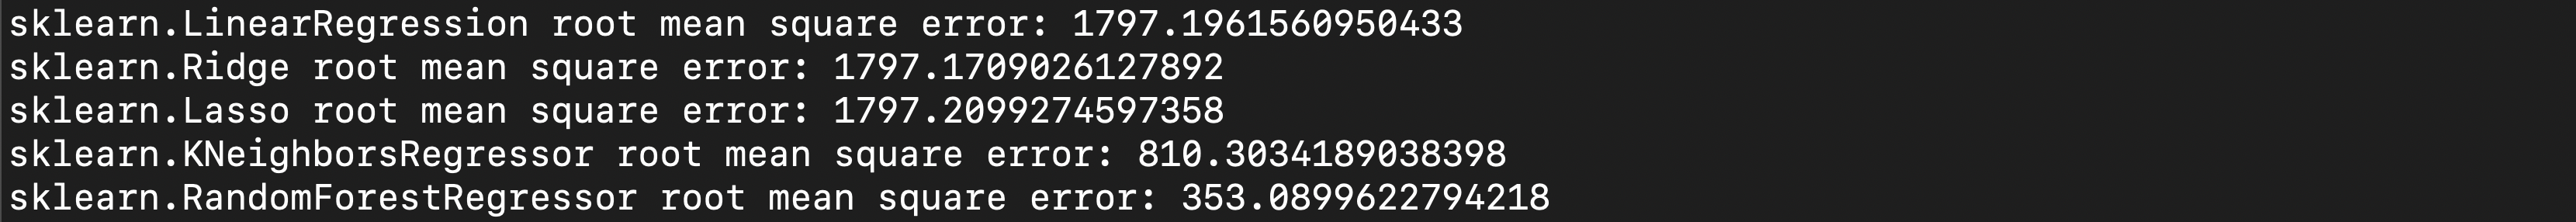 sklearn.LinearRegression root mean square error: 1797.1961560950433
sklearn.Ridge root mean square error: 1797.1709026127892
sklearn.Lasso root mean square error: 1797.2099274597358
sklearn.KNeighborsRegressor root mean square error: 810.3034189038398
sklearn.RandomForestRegressor root mean square error: 353.0899622794218